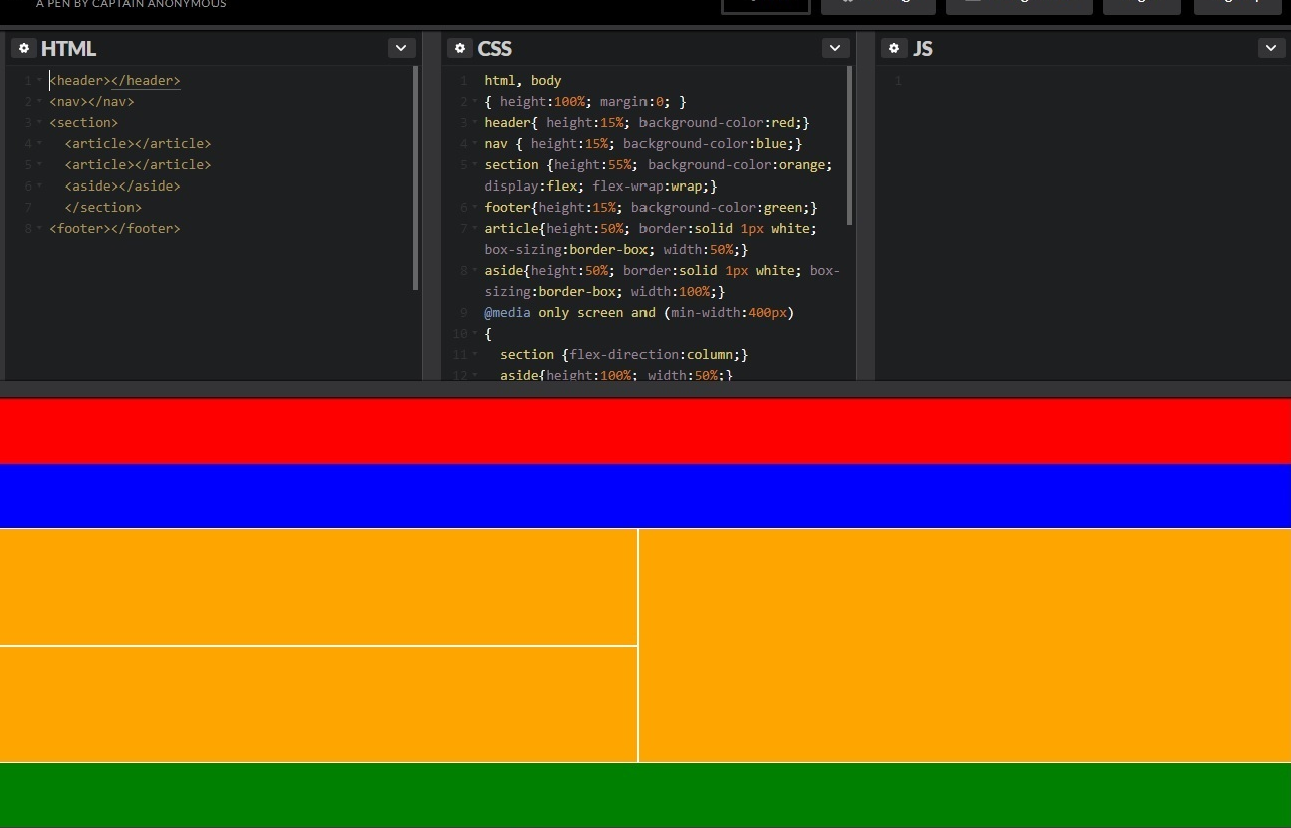 A PEN BY CAPTAIN ANONYMOUS
HTML
1 <header></header>
2 <nav></nav>
3 <section>
4 <article></article>
5 <article></article>
6 <aside></aside>
7 </section>
8 <footer></footer>
CSS
1 html, body
2 { height:100%; margin:0; }
3 header{ height:15%; background-color:red;}
4 nav { height:15%; background-color:blue;}
5 section {height:55%; background-color:orange;
display:flex; flex-wrap:wrap;}
6 footer{height:15%; background-color:green;}
7 article{height:50%; border:solid 1px white;
box-sizing:border-box; width:50%;}
8 aside{height:50%; border:solid 1px white; box-
sizing:border-box; width:100%;}
9 @media only screen and (min-width:400px)
10 {
11 section {flex-direction:column;}
12 aside{height:100%; width:50%;}
JS
1